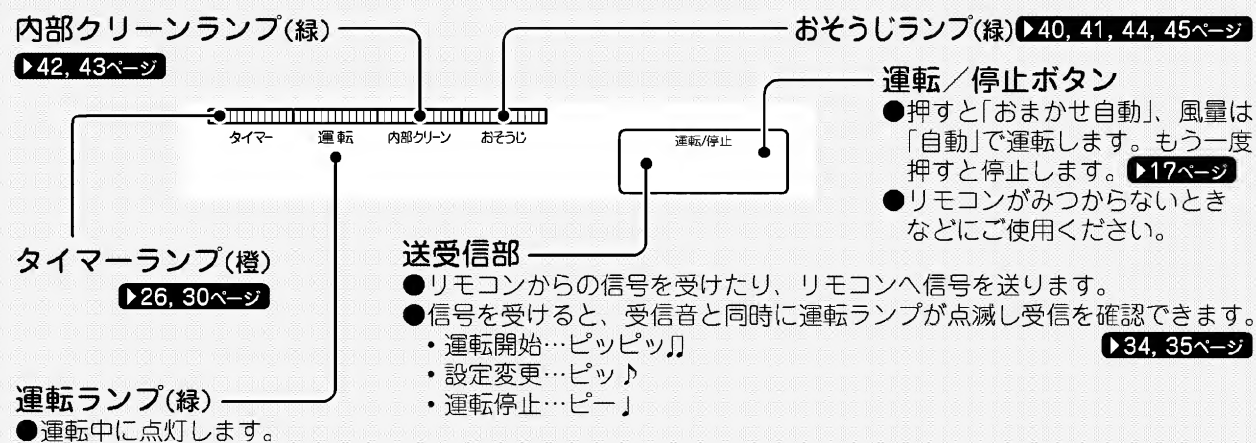 内部クリーンランプ(緑)
▶42, 43ページ
おそうじランプ(緑)▶40, 41, 44, 45ページ
タイマー 運転 内部クリーン おそうじ
運転/停止
運転／停止ボタン
●押すと「おまかせ自動」、風量は
「自動」で運転します。もう一度
押すと停止します。▶17ページ
●リモコンがみつからないとき
などにご使用ください。
タイマーランプ(橙)
▶26, 30ページ
送受信部
●リモコンからの信号を受けたり、リモコンへ信号を送ります。
●信号を受けると、受信音と同時に運転ランプが点滅し受信を確認できます。
▶34, 35ページ
・運転開始…ピッピッ♫
・設定変更…ピッ♪
・運転停止…ピー♩
運転ランプ(緑)
●運転中に点灯します。